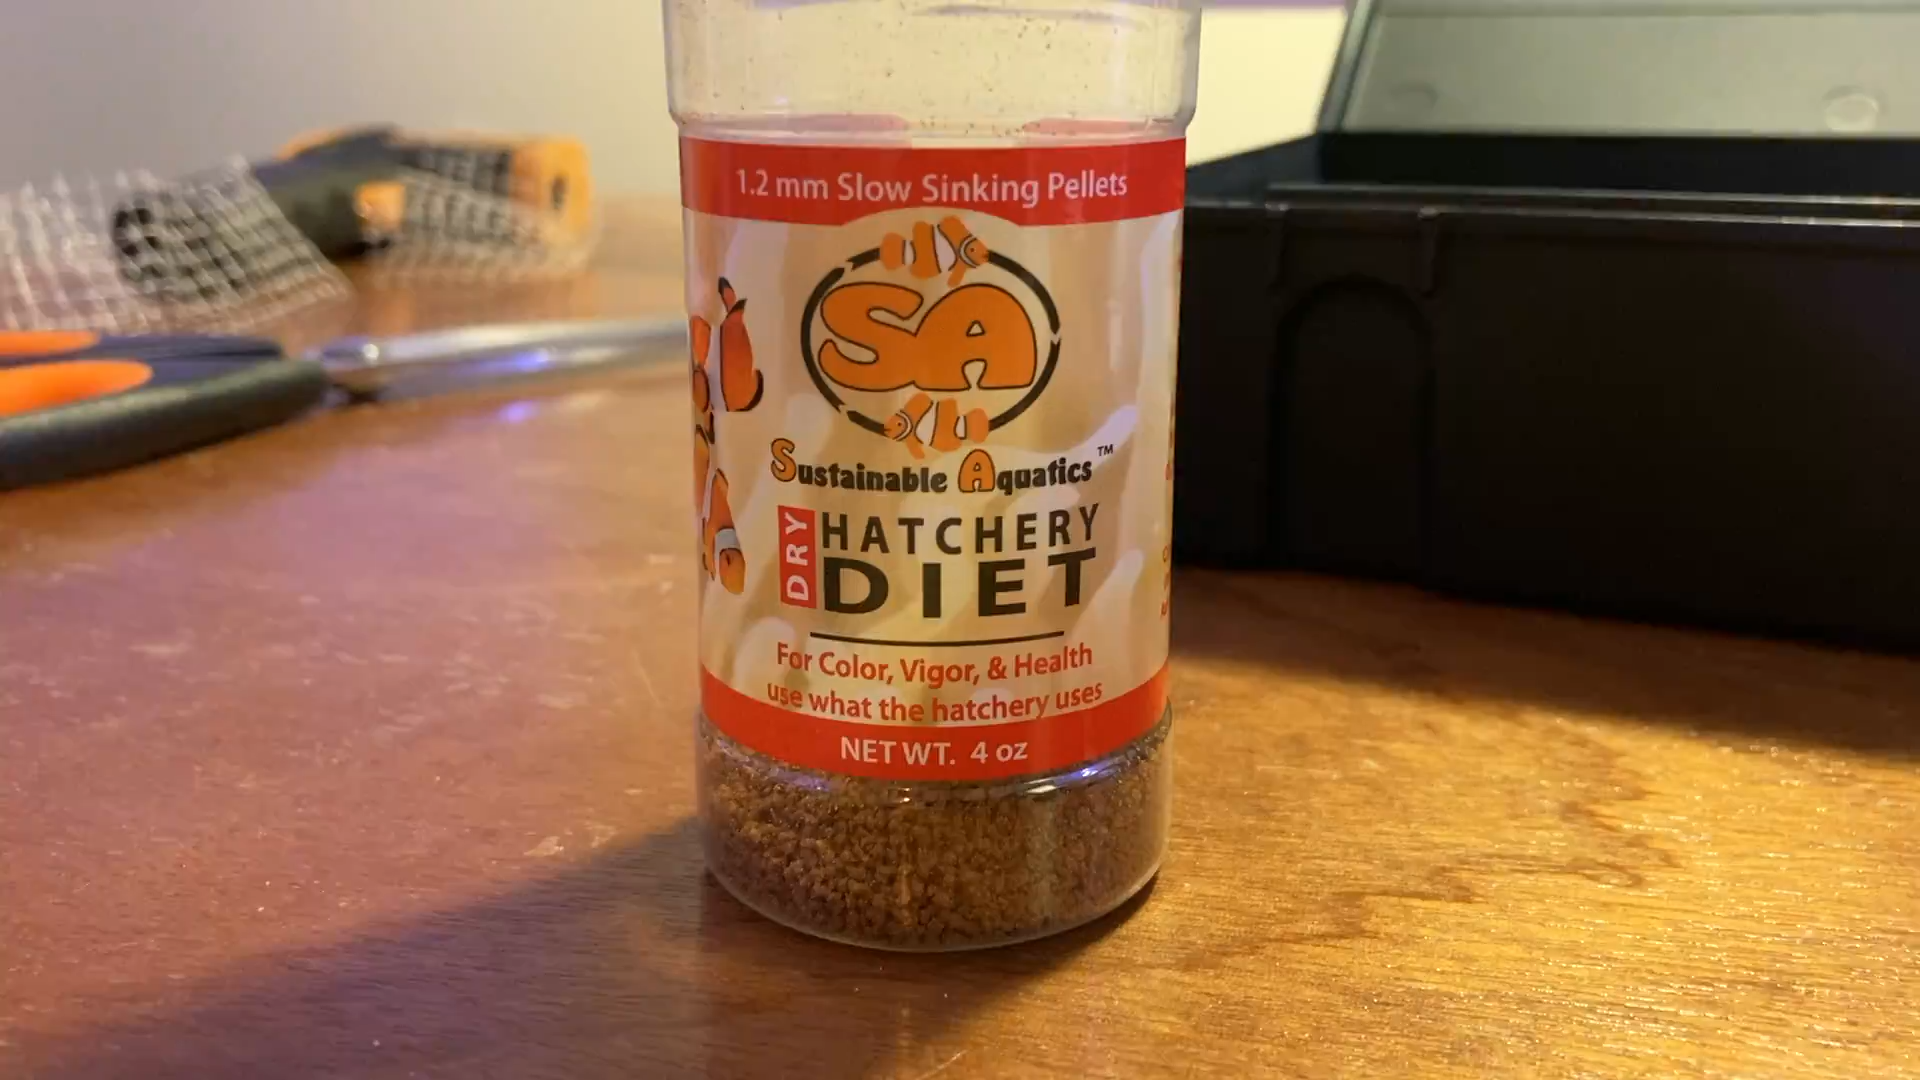 1.2 mm Slow Sinking Pellets
SA
Sustainable Aquatics™
DRY
HATCHERY
DIET
For Color, Vigor, & Health
use what the hatchery uses
NET WT. 4 oz